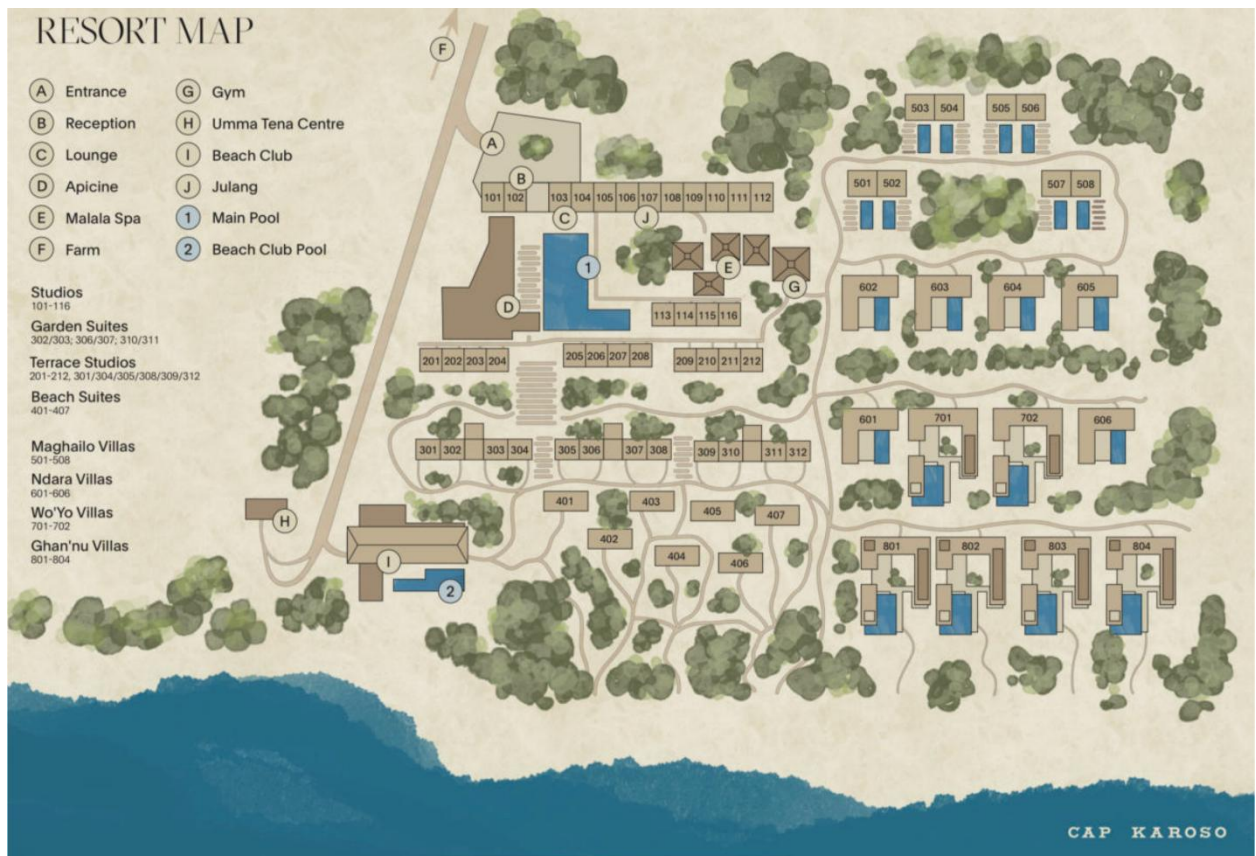 RESORT MAP
A Entrance
B Reception
C Lounge
D Apicine
E Malala Spa
F Farm
G Gym
H Umma Tena Centre
I Beach Club
J Julang
1 Main Pool
2 Beach Club Pool
Studios
101-116
Garden Suites
302/303; 306/307; 310/311
Terrace Studios
201-212, 301/304/305/308/309/312
Beach Suites
401-407
Maghailo Villas
501-508
Ndara Villas
601-606
Wo'Yo Villas
701-702
Ghan'nu Villas
801-804
F
A
B
101 102 103 104 105 106 107 108 109 110 111 112
C J
1
E
G
D
113 114 115 116
201 202 203 204
205 206 207 208
209 210 211 212
301 302 303 304
305 306 307 308
309 310 311 312
401
403
405
407
402
404
406
H
I
2
503 504
505 506
501 502
507 508
602
603
604
605
601
701
702
606
801
802
803
804
CAP KAROSO